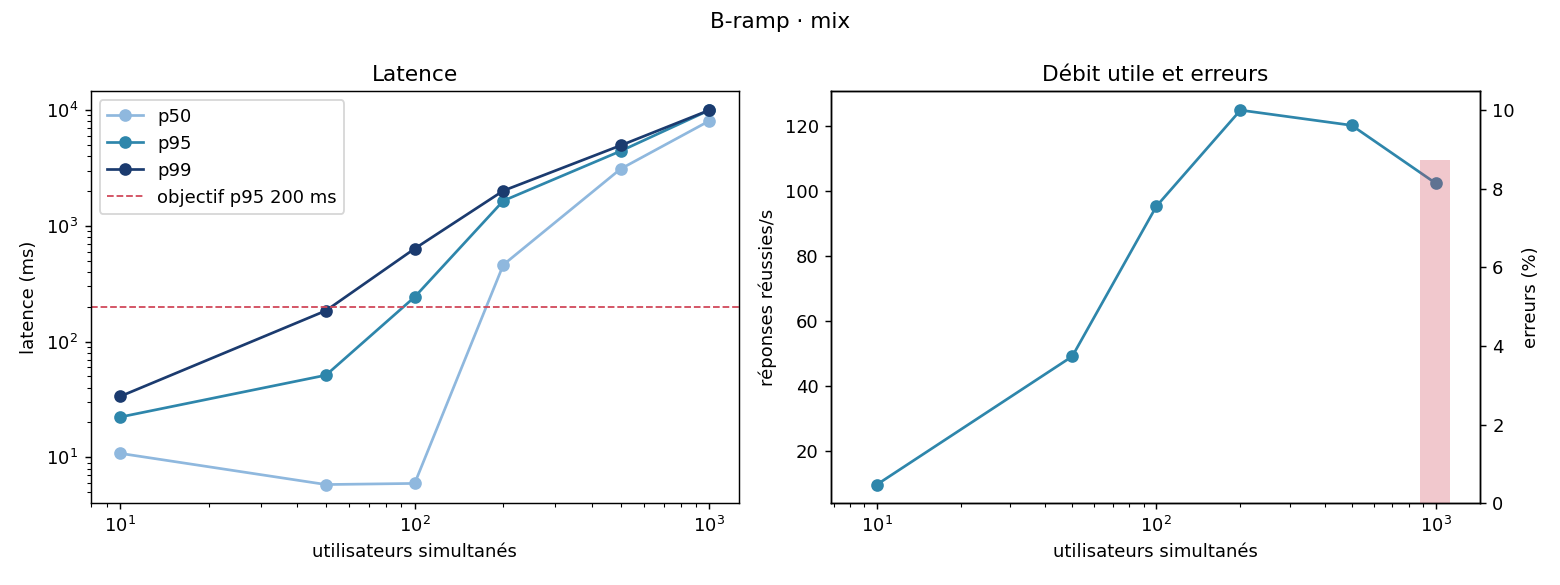 B-ramp · mix
Latence
p50
p95
p99
objectif p95 200 ms
10⁴
10³
10²
10¹
latence (ms)
10¹
10²
10³
utilisateurs simultanés
Débit utile et erreurs
120
100
80
60
40
20
réponses réussies/s
10
8
6
4
2
0
erreurs (%)
10¹
10²
10³
utilisateurs simultanés